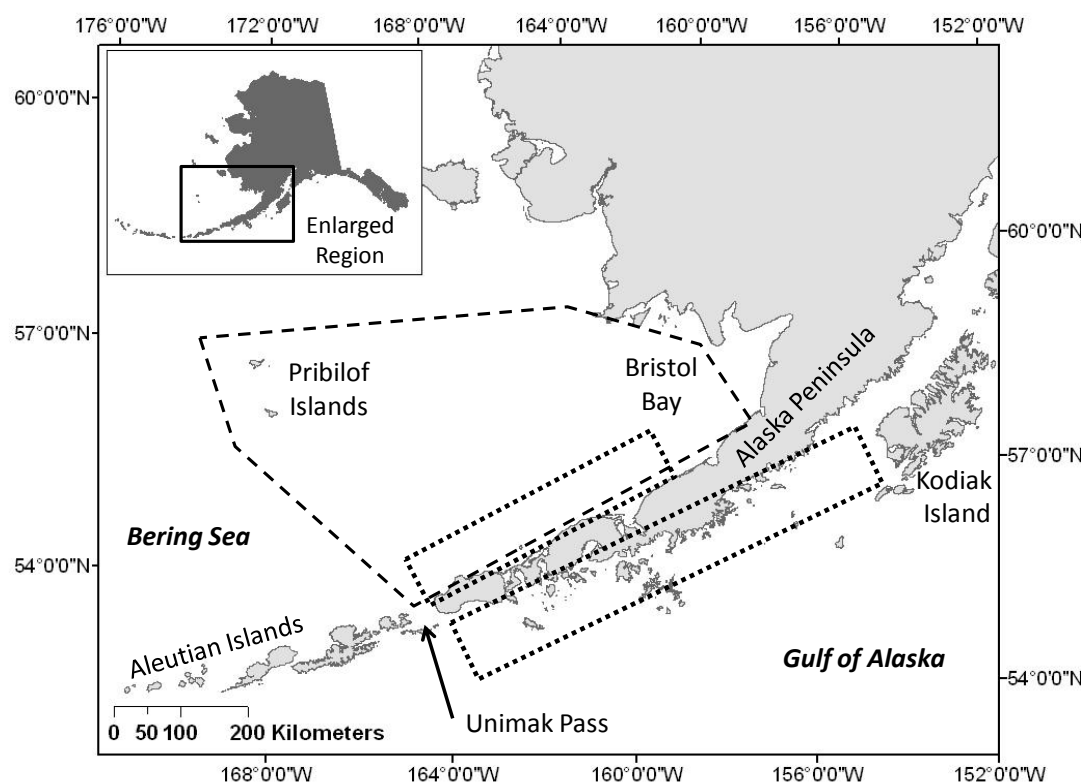 176°0'0"W 172°0'0"W 168°0'0"W 164°0'0"W 160°0'0"W 156°0'0"W 152°0'0"W
60°0'0"N
Enlarged
Region
60°0'0"N
57°0'0"N
Pribilof
Islands
Bristol
Bay
Alaska Peninsula
57°0'0"N
Kodiak
Island
Bering Sea
54°0'0"N
Aleutian Islands
Gulf of Alaska
54°0'0"N
Unimak Pass
0 50 100 200 Kilometers
168°0'0"W 164°0'0"W 160°0'0"W 156°0'0"W 152°0'0"W